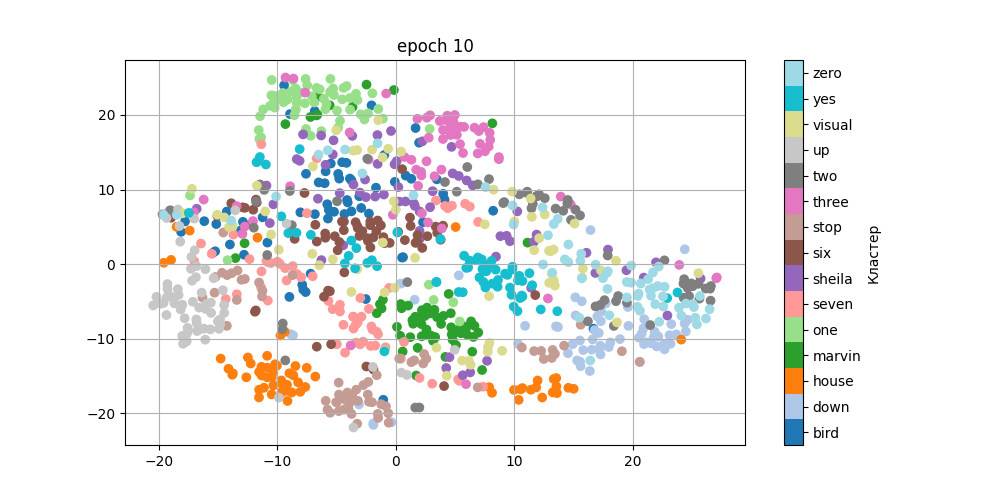 epoch 10
20
10
0
−10
−20
−20
−10
0
10
20
zero
yes
visual
up
two
three
stop
six
sheila
seven
one
marvin
house
down
bird
Кластер